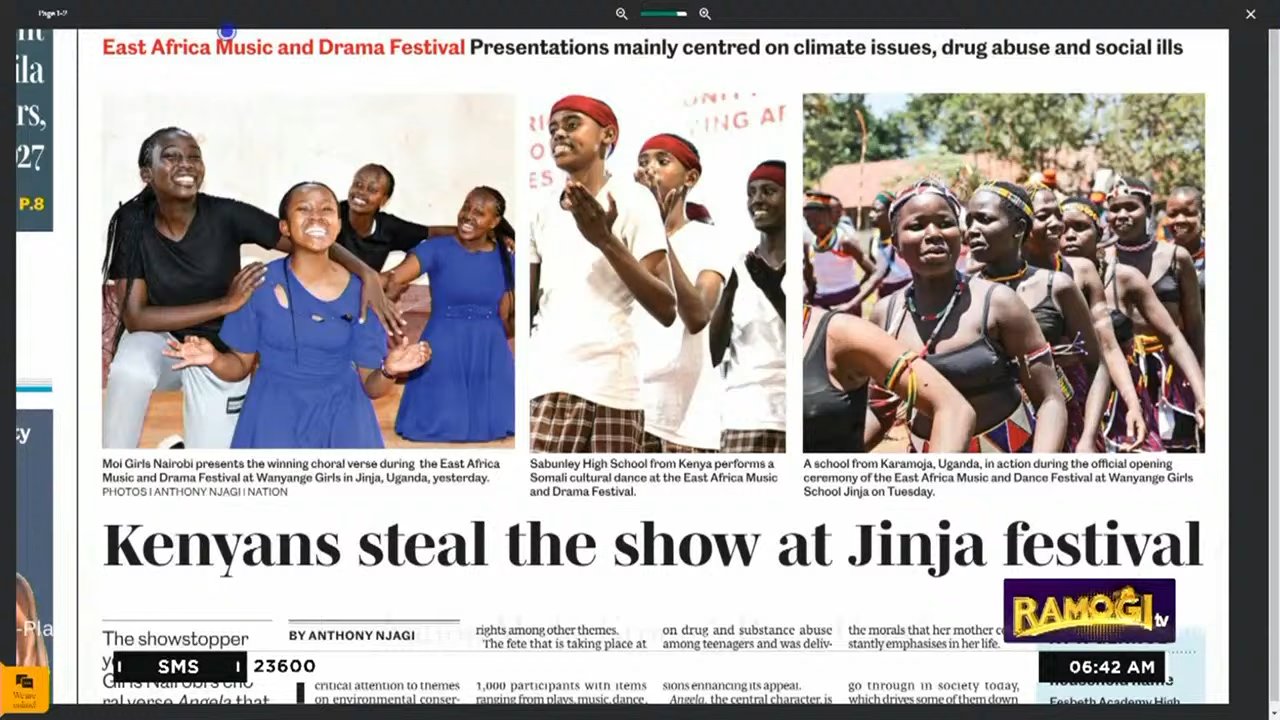 Page 1-2
ila
rs,
27
P.8
East Africa Music and Drama Festival Presentations mainly centred on climate issues, drug abuse and social ills
Moi Girls Nairobi presents the winning choral verse during the East Africa
Music and Drama Festival at Wanyange Girls in Jinja, Uganda, yesterday.
PHOTOS I ANTHONY NJAGI I NATION
Sabunley High School from Kenya performs a
Somali cultural dance at the East Africa Music
and Drama Festival.
A school from Karamoja, Uganda, in action during the official opening
ceremony of the East Africa Music and Dance Festival at Wanyange Girls
School Jinja on Tuesday.
Kenyans steal the show at Jinja festival
The showstopper
ral verse Angela that
BY ANTHONY NJAGI
critical attention to themes
on environmental conser-
rights among other themes.
The fete that is taking place at
1,000 participants with items
ranging from plays, music, dance,
on drug and substance abuse
among teenagers and was deliv-
sions enhancing its appeal.
Angela, the central character, is
the morals that her mother
stantly emphasises in her life.
go through in society today,
which drives some of them down
Fesbeth Academy High
RAMOGI tv
SMS 23600
06:42 AM
We are